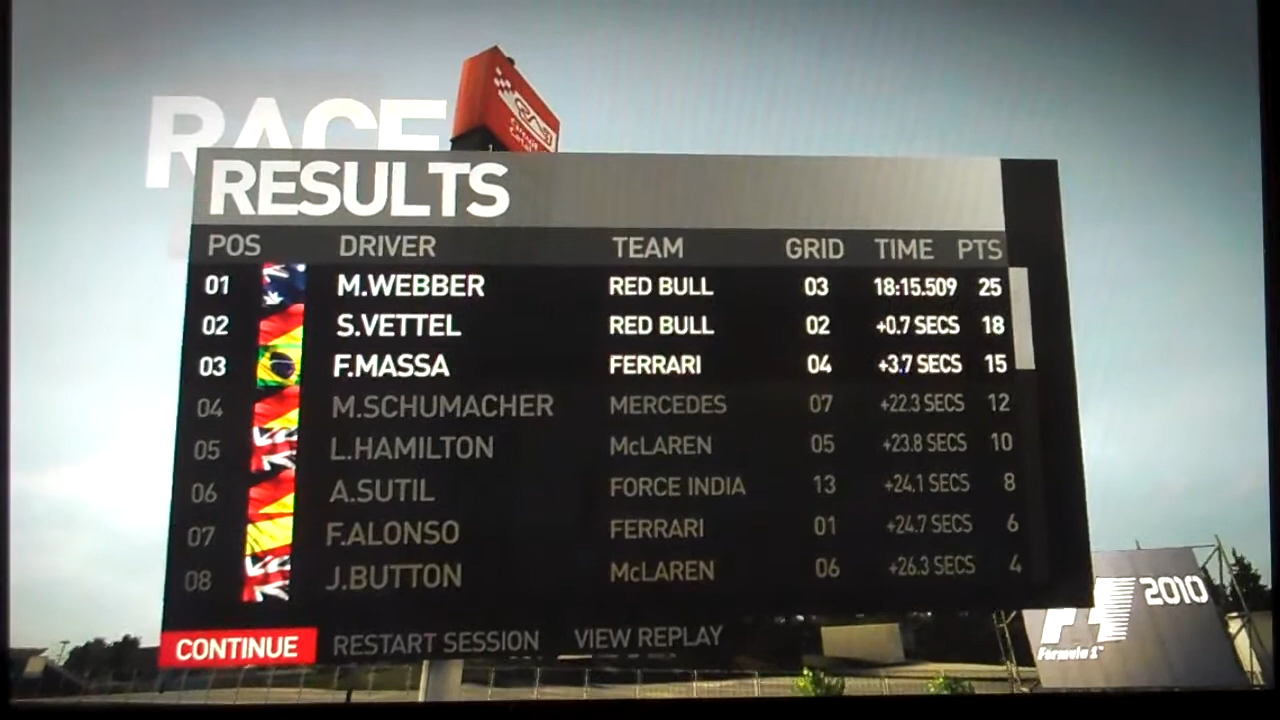 RACE
RESULTS
POS DRIVER TEAM GRID TIME PTS
01 M.WEBBER RED BULL 03 18:15.509 25
02 S.VETTEL RED BULL 02 +0.7 SECS 18
03 F.MASSA FERRARI 04 +3.7 SECS 15
04 M.SCHUMACHER MERCEDES 07 +22.3 SECS 12
05 L.HAMILTON McLAREN 05 +23.8 SECS 10
06 A.SUTIL FORCE INDIA 13 +24.1 SECS 8
07 F.ALONSO FERRARI 01 +24.7 SECS 6
08 J.BUTTON McLAREN 06 +26.3 SECS 4
CONTINUE RESTART SESSION VIEW REPLAY
F1 2010
Formula 1™